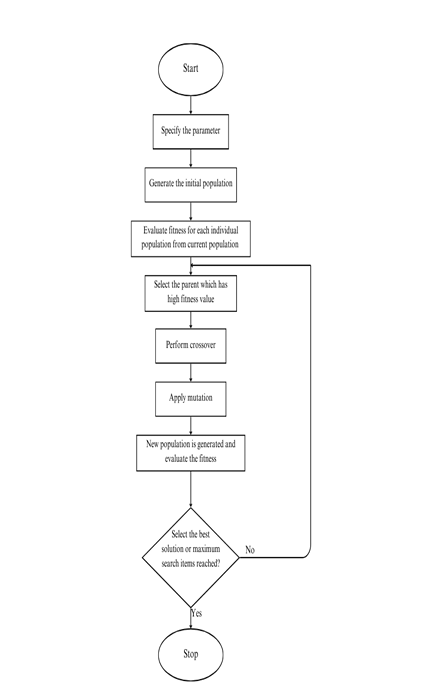 Start
Specify the parameter
Generate the initial population
Evaluate fitness for each individual
population from current population
Select the parent which has
high fitness value
Perform crossover
Apply mutation
New population is generated and
evaluate the fitness
Select the best
solution or maximum
search items reached?
No
Yes
Stop